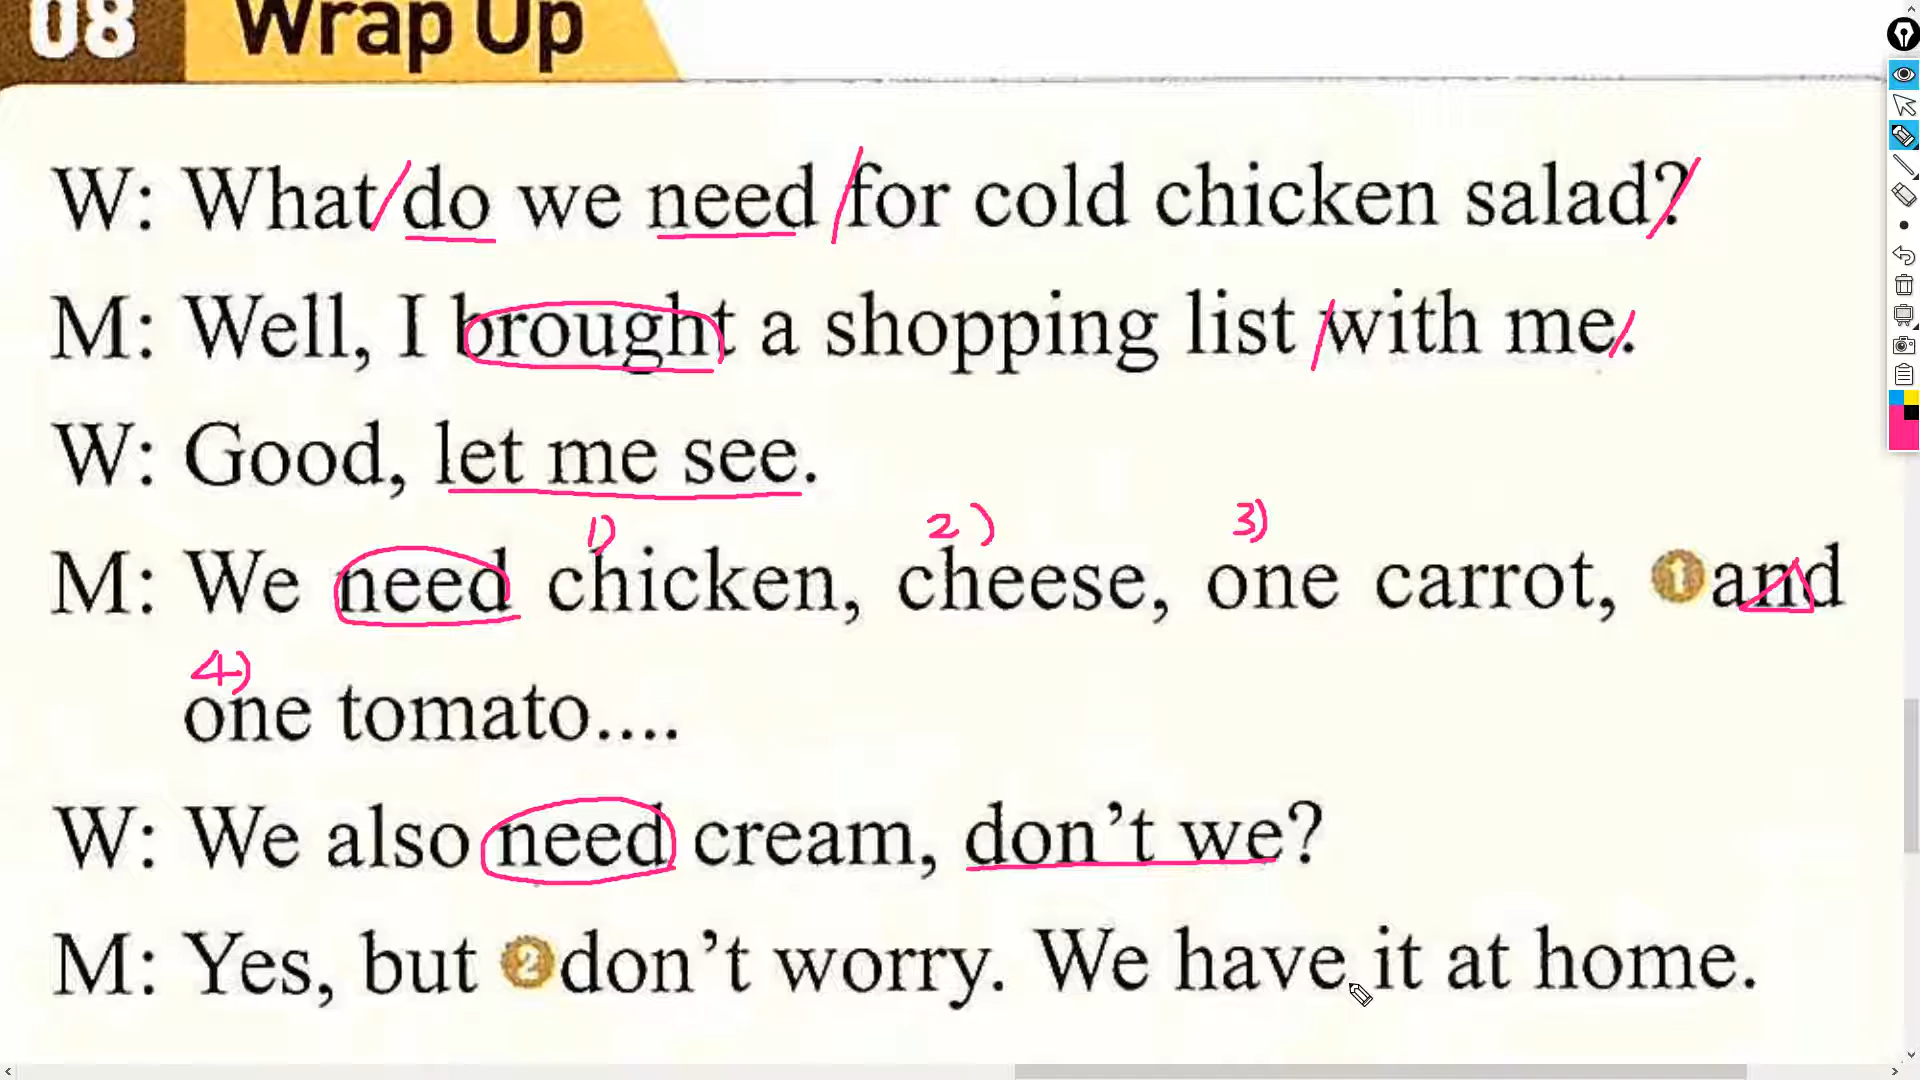 08 Wrap Up
W: What do we need for cold chicken salad?
M: Well, I brought a shopping list with me.
W: Good, let me see.
1) 2) 3)
M: We need chicken, cheese, one carrot, 1 and
4)
one tomato....
W: We also need cream, don't we?
M: Yes, but 2 don't worry. We have it at home.